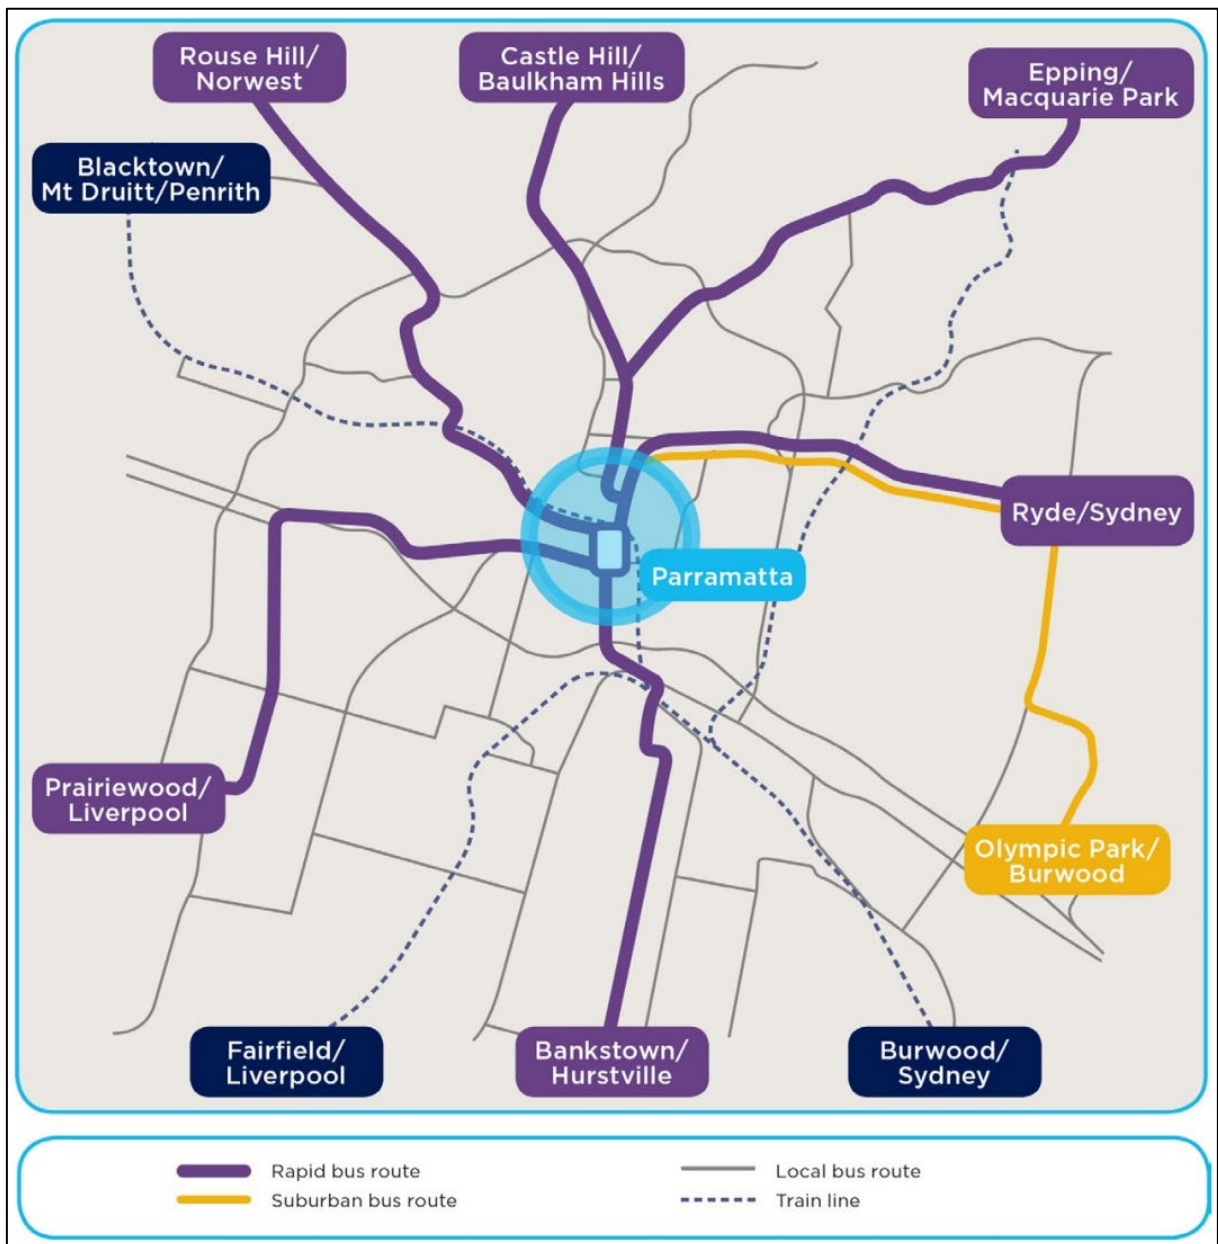 Rouse Hill/
Norwest
Castle Hill/
Baulkham Hills
Epping/
Macquarie Park
Blacktown/
Mt Druitt/Penrith
Ryde/Sydney
Parramatta
Prairiewood/
Liverpool
Olympic Park/
Burwood
Fairfield/
Liverpool
Bankstown/
Hurstville
Burwood/
Sydney
Rapid bus route
Local bus route
Suburban bus route
Train line